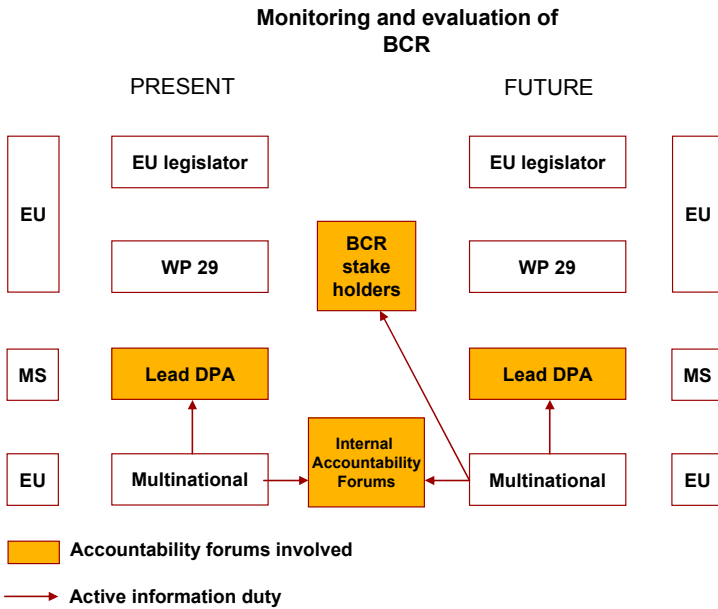 Monitoring and evaluation of
BCR
PRESENT
FUTURE
EU legislator
EU legislator
EU
EU
BCR
stake
holders
WP 29
WP 29
MS
Lead DPA
Lead DPA
MS
Internal
Accountability
Forums
EU
Multinational
Multinational
EU
Accountability forums involved
Active information duty